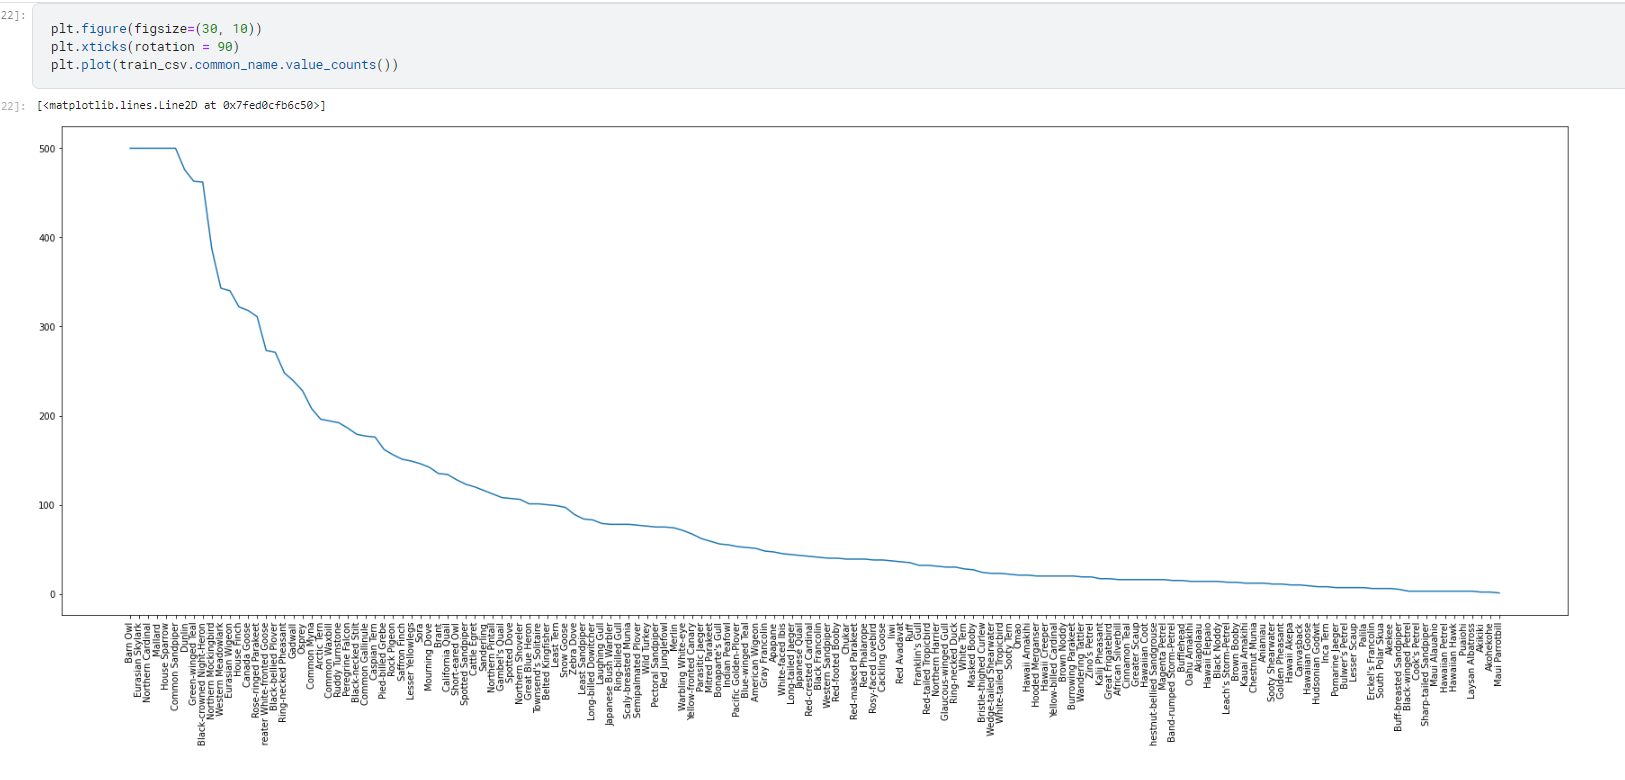 22]:
plt.figure(figsize=(30, 10))
plt.xticks(rotation = 90)
plt.plot(train_csv.common_name.value_counts())
22]: [<matplotlib.lines.Line2D at 0x7fed0cfb6c50>]
500
400
300
200
100
0
Barn Owl
Eurasian Skylark
Northern Cardinal
Mallard
House Sparrow
Common Sandpiper
Dunlin
Green-winged Teal
Black-crowned Night-Heron
Northern Mockingbird
Western Meadowlark
Eurasian Wigeon
House Finch
Canada Goose
Rose-ringed Parakeet
reater White-fronted Goose
Black-bellied Plover
Ring-necked Pheasant
Gadwall
Osprey
Common Myna
Arctic Tern
Common Waxbill
Ruddy Turnstone
Peregrine Falcon
Black-necked Stilt
Common Gallinule
Caspian Tern
Pied-billed Grebe
Rock Pigeon
Saffron Finch
Lesser Yellowlegs
Sora
Mourning Dove
Brant
California Quail
Short-eared Owl
Spotted Sandpiper
Cattle Egret
Sanderling
Northern Pintail
Gambel's Quail
Spotted Dove
Northern Shoveler
Great Blue Heron
Townsend's Solitaire
Belted Kingfisher
Least Tern
Snow Goose
Zebra Dove
Least Sandpiper
Long-billed Dowitcher
Laughing Gull
Japanese Bush Warbler
Ring-billed Gull
Scaly-breasted Munia
Semipalmated Plover
Wild Turkey
Pectoral Sandpiper
Red Junglefowl
Merlin
Warbling White-eye
Yellow-fronted Canary
Parasitic Jaeger
Mitred Parakeet
Bonaparte's Gull
Indian Peafowl
Pacific Golden-Plover
Blue-winged Teal
American Wigeon
Gray Francolin
Apapane
White-faced Ibis
Long-tailed Jaeger
Japanese Quail
Red-crested Cardinal
Black Francolin
Western Sandpiper
Red-footed Booby
Chukar
Red-masked Parakeet
Red Phalarope
Rosy-faced Lovebird
Cackling Goose
Iiwi
Red Avadavat
Ruff
Franklin's Gull
Red-tailed Tropicbird
Northern Harrier
Glaucous-winged Gull
Ring-necked Duck
White Tern
Masked Booby
Bristle-thighed Curlew
Wedge-tailed Shearwater
White-tailed Tropicbird
Sooty Tern
Omao
Hawaii Amakihi
Hooded Merganser
Hawaii Creeper
Yellow-billed Cardinal
Brown Noddy
Burrowing Parakeet
Wandering Tattler
Zino's Petrel
Kalij Pheasant
Great Frigatebird
African Silverbill
Cinnamon Teal
Greater Scaup
Hawaiian Coot
hestnut-bellied Sandgrouse
Magenta Petrel
Band-rumped Storm-Petrel
Bufflehead
Oahu Amakihi
Akiapolaau
Hawaii Elepaio
Black Noddy
Leach's Storm-Petrel
Brown Booby
Kauai Amakihi
Chestnut Munia
Anianiau
Sooty Shearwater
Golden Pheasant
Hawaii Akepa
Canvasback
Hawaiian Goose
Hudsonian Godwit
Inca Tern
Pomarine Jaeger
Bulwer's Petrel
Lesser Scaup
Palila
Erckel's Francolin
South Polar Skua
Akekee
Buff-breasted Sandpiper
Black-winged Petrel
Cook's Petrel
Sharp-tailed Sandpiper
Maui Alauahio
Hawaiian Petrel
Hawaiian Hawk
Puaiohi
Laysan Albatross
Akikiki
Akohekohe
Maui Parrotbill